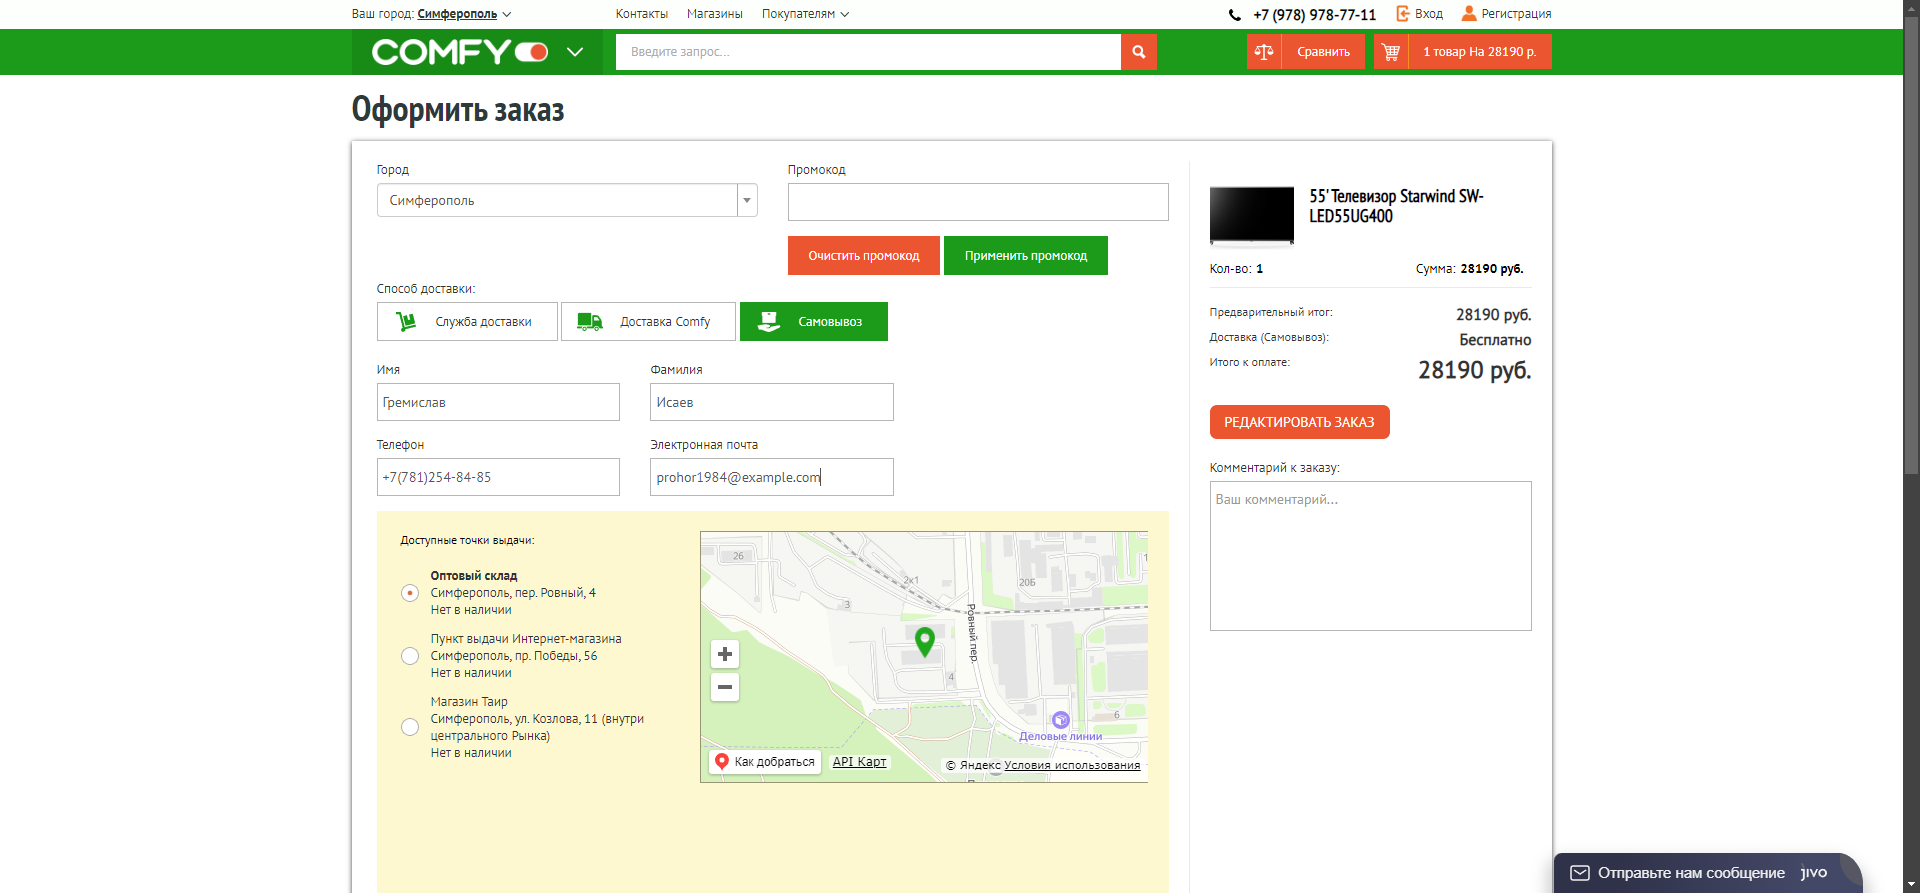 Ваш город: Симферополь
Контакты
Магазины
Покупателям
+7 (978) 978-77-11
Вход
Регистрация
COMFY
Введите запрос...
Сравнить
1 товар На 28190 р.
Оформить заказ
Город
Симферополь
Промокод
Очистить промокод
Применить промокод
Способ доставки:
Служба доставки
Доставка Comfy
Самовывоз
Имя
Гремислав
Фамилия
Исаев
Телефон
+7(781)254-84-85
Электронная почта
prohor1984@example.com
Доступные точки выдачи:
Оптовый склад
Симферополь, пер. Ровный, 4
Нет в наличии
Пункт выдачи Интернет-магазина
Симферополь, пр. Победы, 56
Нет в наличии
Магазин Таир
Симферополь, ул. Козлова, 11 (внутри
центрального Рынка)
Нет в наличии
26
2х1
20Б
1
3
Ровный пер.
4
6
Деловые линии
Как добраться
API Карт
© Яндекс Условия использования
55' Телевизор Starwind SW-
LED55UG400
Кол-во: 1
Сумма: 28190 руб.
Предварительный итог:
28190 руб.
Доставка (Самовывоз):
Бесплатно
Итого к оплате:
28190 руб.
РЕДАКТИРОВАТЬ ЗАКАЗ
Комментарий к заказу:
Ваш комментарий...
Отправьте нам сообщение
jivo